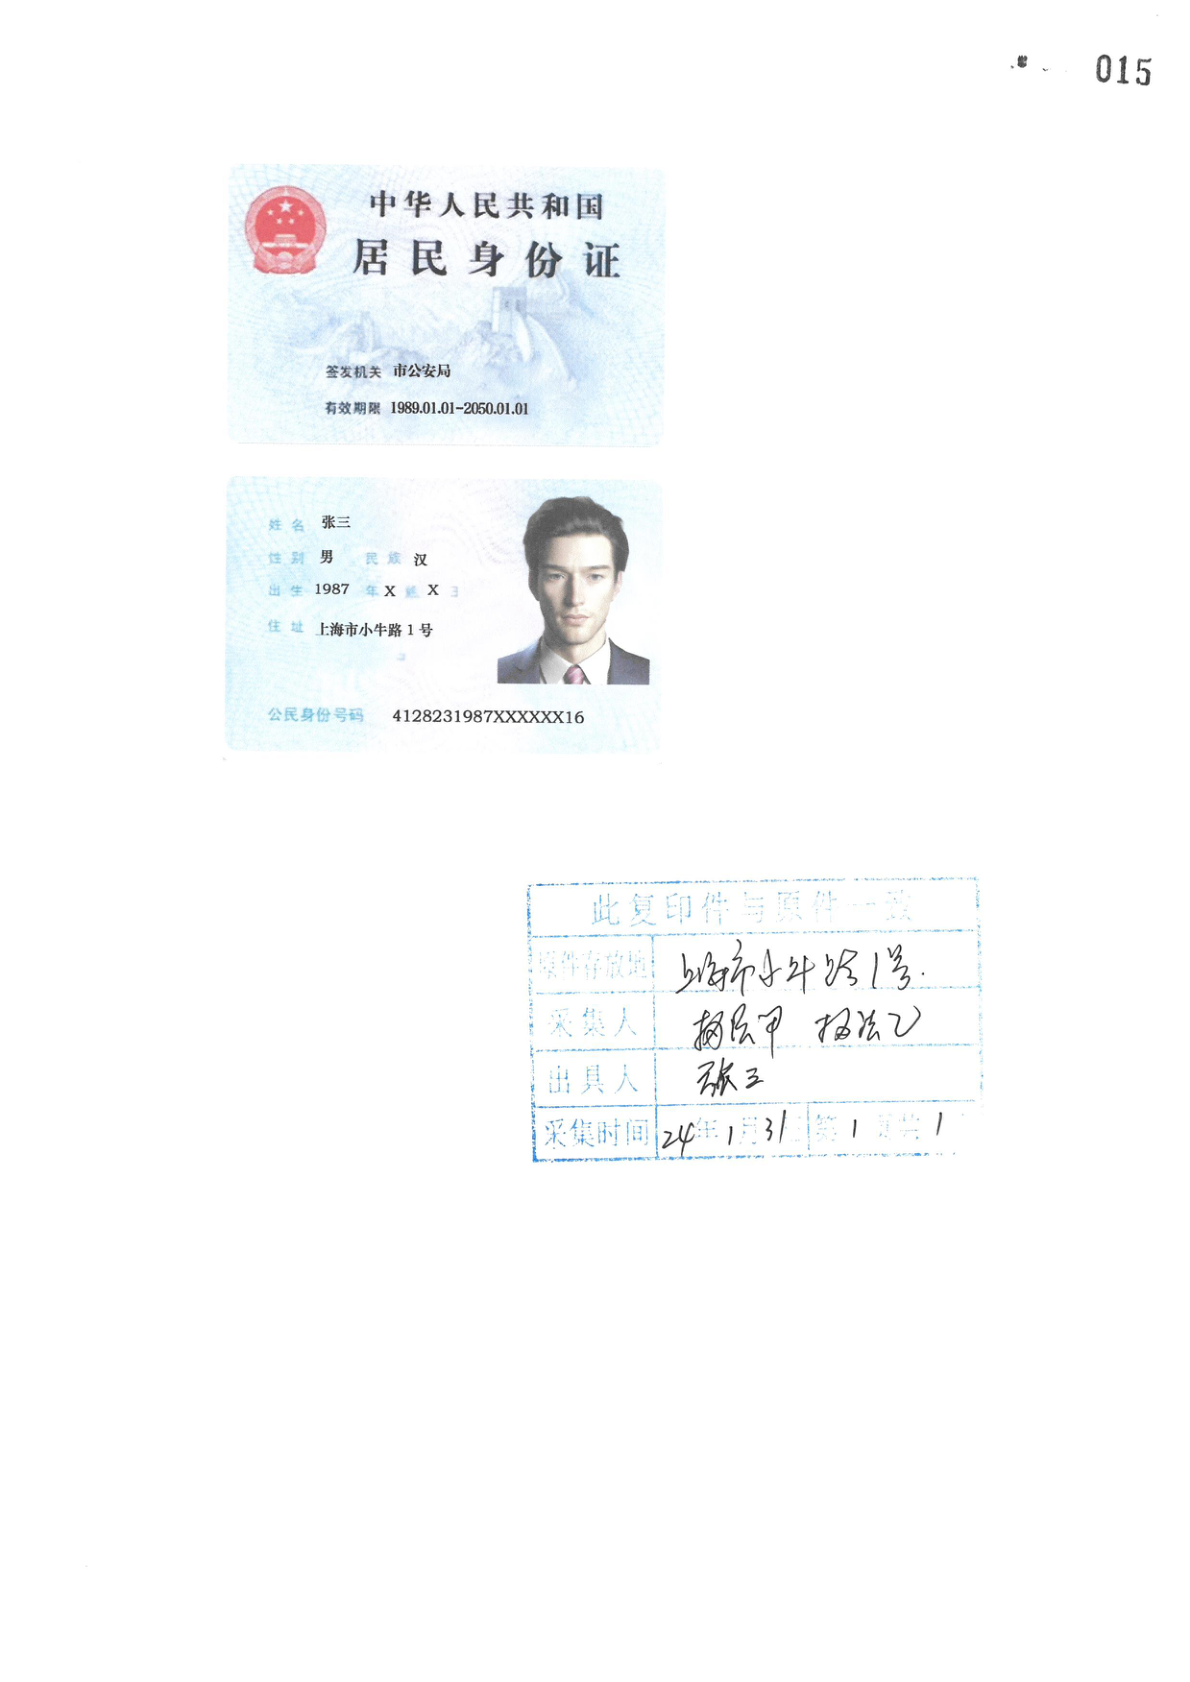 015
中华人民共和国
居民身份证
签发机关 市公安局
有效期限 1989.01.01-2050.01.01
姓名 张三
性别 男 民族 汉
出生 1987 年 X 月 X 日
住址 上海市小牛路1号
公民身份号码 4128231987XXXXXX16
此复印件与原件一致
原件存放地 上海市小牛路1号.
采集人 执法甲 执法乙
出具人 张三
采集时间 24年1月31日 第1页共1